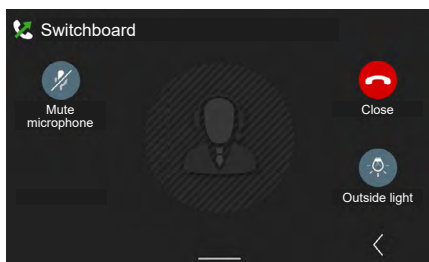 Switchboard
Mute
microphone
Close
Outside light